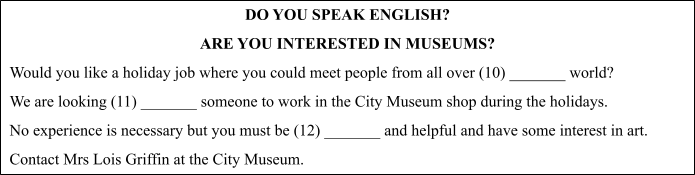 DO YOU SPEAK ENGLISH?
ARE YOU INTERESTED IN MUSEUMS?
Would you like a holiday job where you could meet people from all over (10) _______ world?
We are looking (11) _______ someone to work in the City Museum shop during the holidays.
No experience is necessary but you must be (12) _______ and helpful and have some interest in art.
Contact Mrs Lois Griffin at the City Museum.